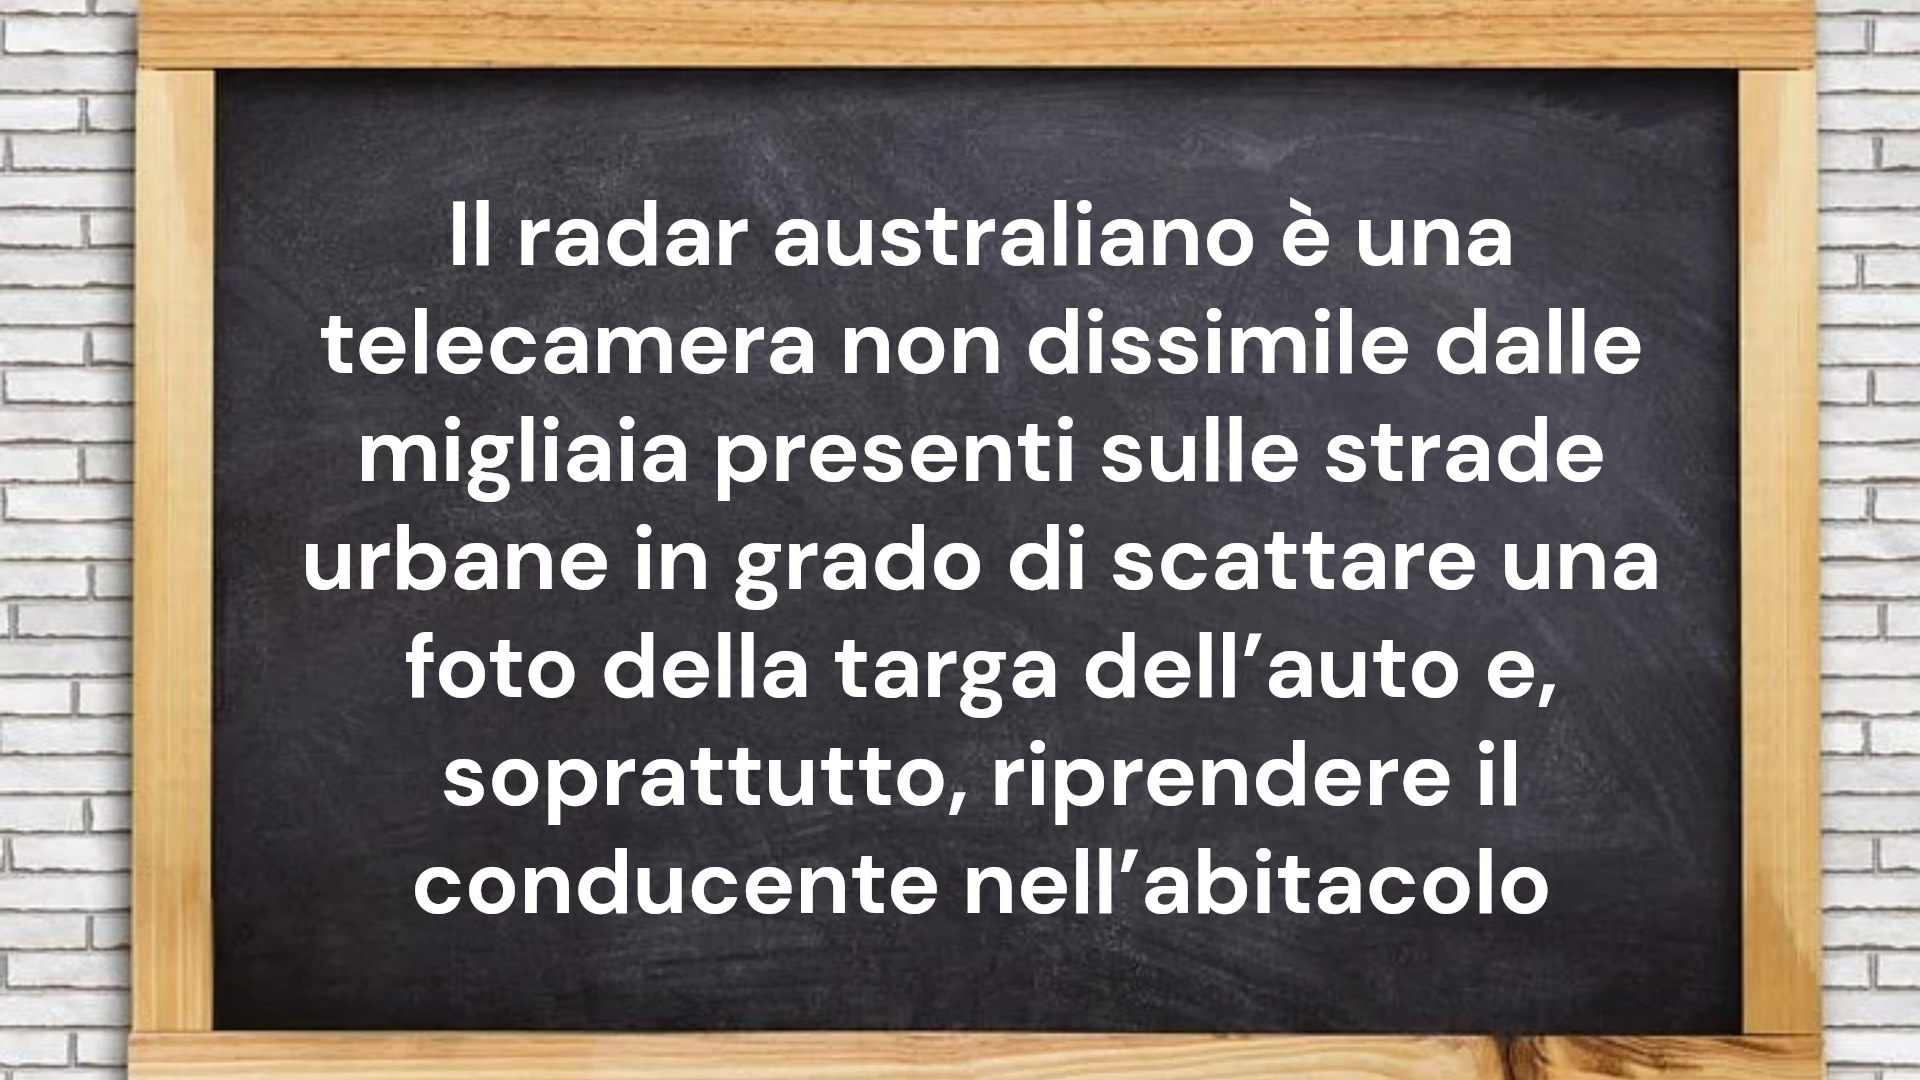 Il radar australiano è una
telecamera non dissimile dalle
migliaia presenti sulle strade
urbane in grado di scattare una
foto della targa dell’auto e,
soprattutto, riprendere il
conducente nell’abitacolo